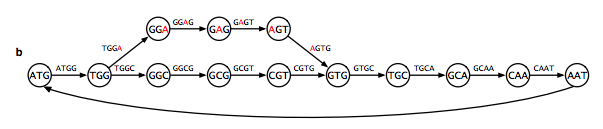 GGAG GAGT
GGA GAG AGT
TGGA AGTG
b
ATGG TGGC GGCG GCGT CGTG GTGC TGCA GCAA CAAT
ATG TGG GGC GCG CGT GTG TGC GCA CAA AAT